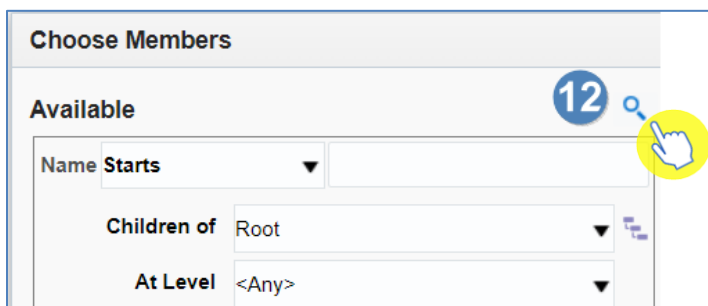 Choose Members
12
Available
Name Starts
Children of Root
At Level <Any>